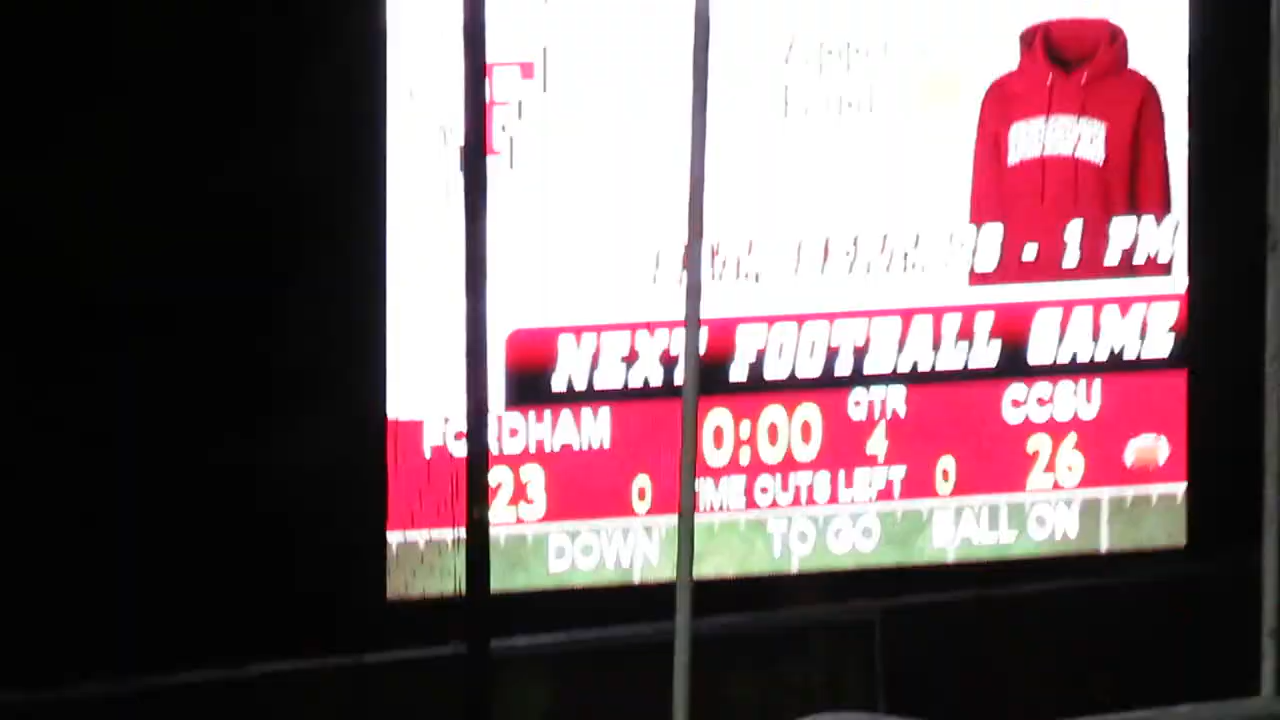 F
- 1 PM
NEXT FOOTBALL GAME
FORDHAM 0:00 QTR CCSU
23 0 4 0 26
TIME OUTS LEFT
DOWN TO GO BALL ON